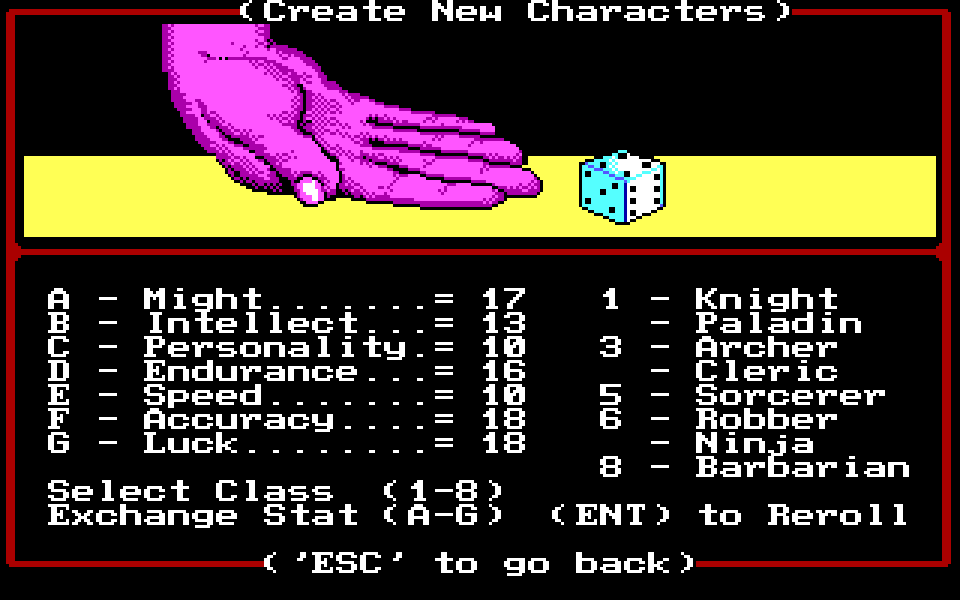 (Create New Characters)
A - Might.......= 17
B - Intellect...= 13
C - Personality.= 10
D - Endurance...= 16
E - Speed.......= 10
F - Accuracy....= 18
G - Luck........= 18
1 - Knight
- Paladin
3 - Archer
- Cleric
5 - Sorcerer
6 - Robber
- Ninja
8 - Barbarian
Select Class (1-8)
Exchange Stat (A-G) (ENT) to Reroll
('ESC' to go back)